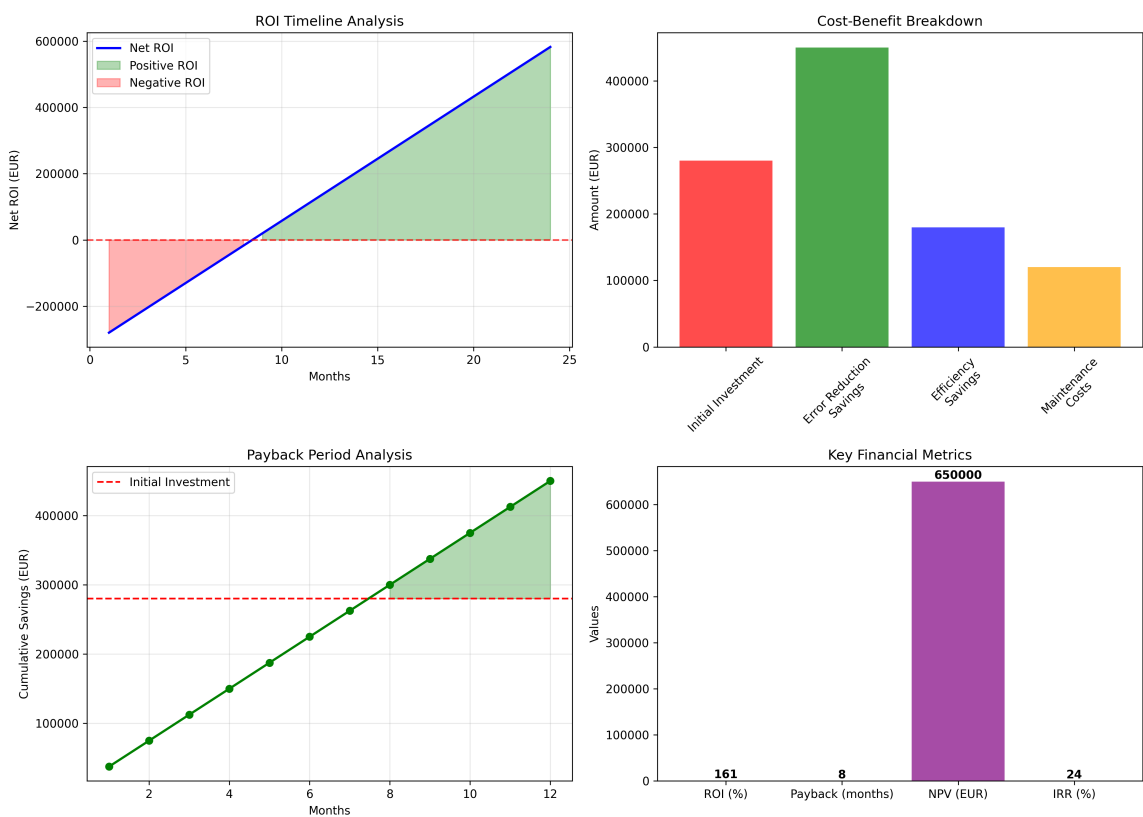 ROI Timeline Analysis
Net ROI (EUR)
600000
400000
200000
0
−200000
Net ROI
Positive ROI
Negative ROI
0
5
10
15
20
25
Months
Cost-Benefit Breakdown
Amount (EUR)
400000
300000
200000
100000
0
Initial Investment
Error Reduction
Savings
Efficiency
Savings
Maintenance
Costs
Payback Period Analysis
Cumulative Savings (EUR)
400000
300000
200000
100000
Initial Investment
2
4
6
8
10
12
Months
Key Financial Metrics
Values
600000
500000
400000
300000
200000
100000
0
161
8
650000
24
ROI (%)
Payback (months)
NPV (EUR)
IRR (%)